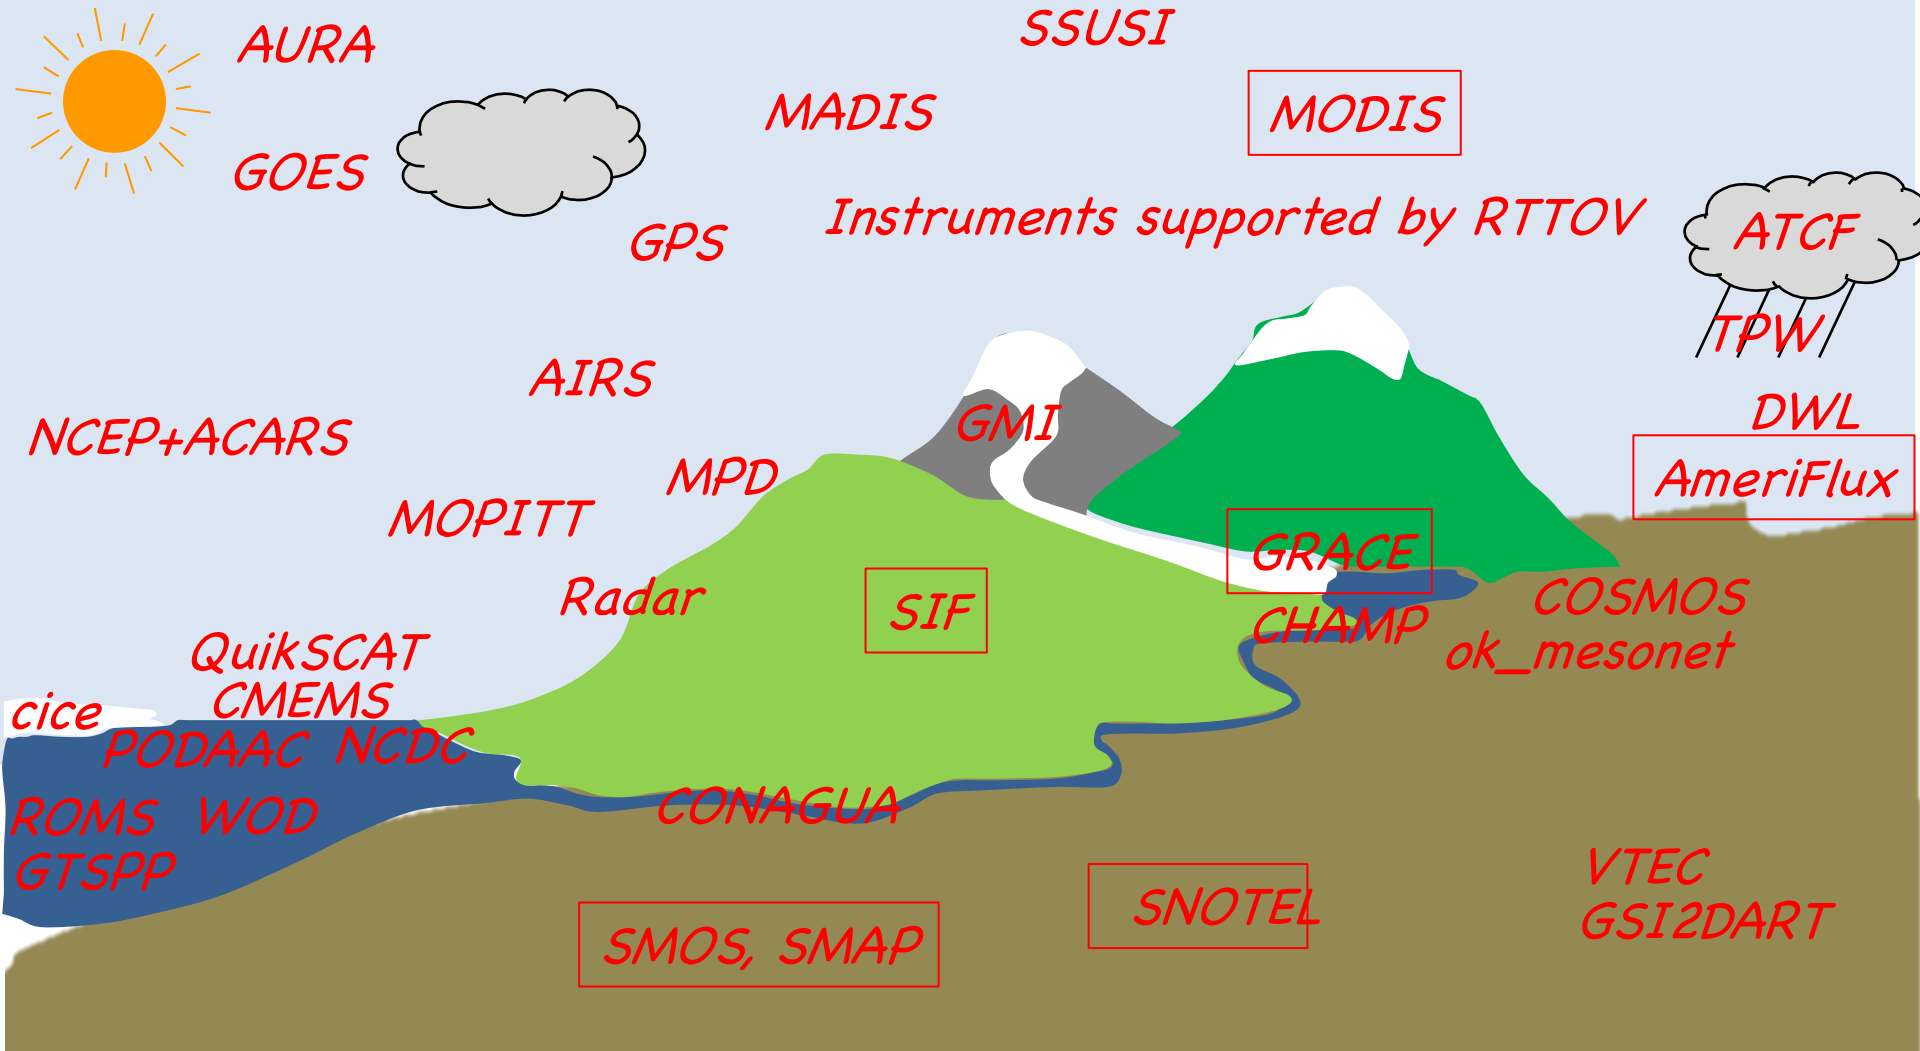 AURA
SSUSI
MADIS
MODIS
GOES
GPS
Instruments supported by RTTOV
ATCF
TPW
AIRS
DWL
NCEP+ACARS
GMI
MPD
AmeriFlux
MOPITT
GRACE
Radar
SIF
COSMOS
CHAMP
QuikSCAT
ok_mesonet
CMEMS
cice
PODAAC NCDC
ROMS WOD
CONAGUA
GTSPP
VTEC
SNOTEL
GSI2DART
SMOS, SMAP